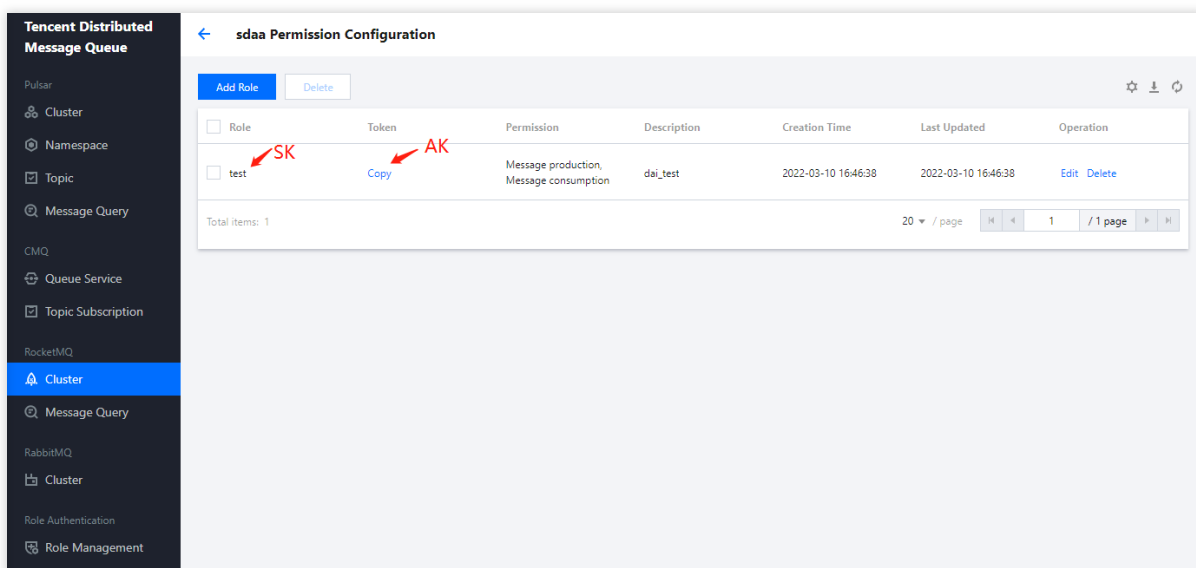 Tencent Distributed
Message Queue
Pulsar
Cluster
Namespace
Topic
Message Query
CMQ
Queue Service
Topic Subscription
RocketMQ
Cluster
Message Query
RabbitMQ
Cluster
Role Authentication
Role Management
sdaa Permission Configuration
Add Role Delete
Role Token Permission Description Creation Time Last Updated Operation
SK AK
test Copy Message production, Message consumption dai_test 2022-03-10 16:46:38 2022-03-10 16:46:38 Edit Delete
Total items: 1 20 / page 1 / 1 page